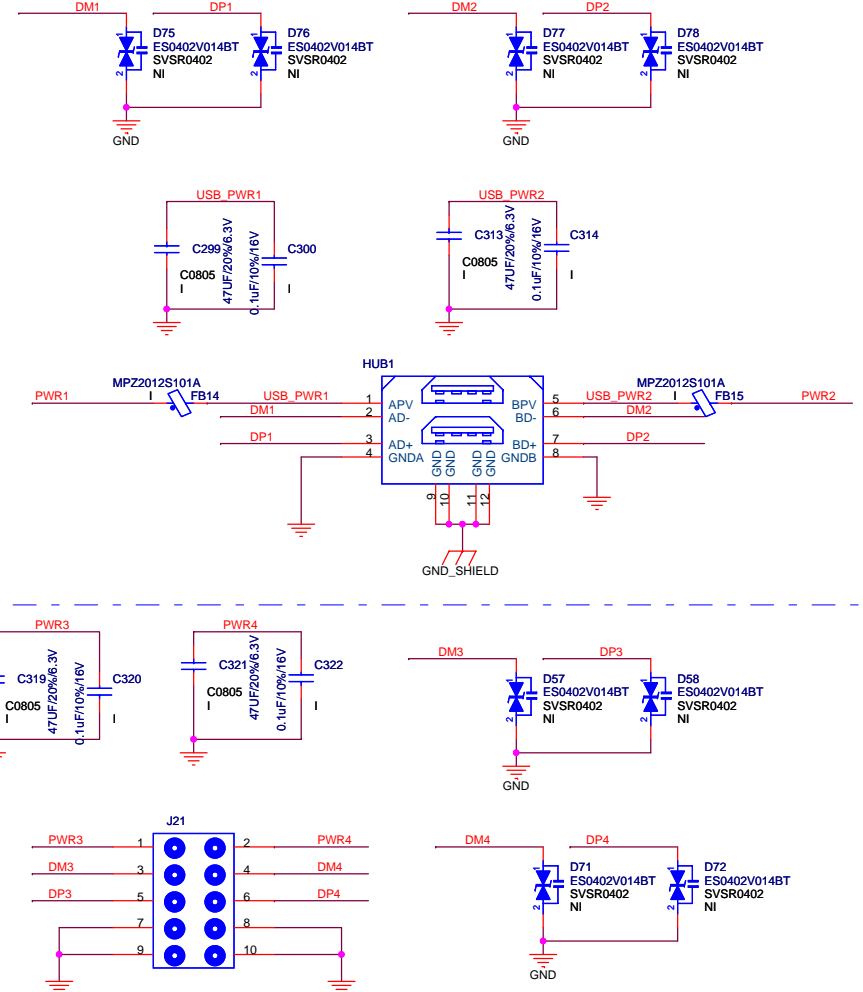 DM1 DP1 DM2 DP2
1 D75 1 D76 1 D77 1 D78
ES0402V014BT ES0402V014BT ES0402V014BT ES0402V014BT
SVSR0402 SVSR0402 SVSR0402 SVSR0402
2 NI 2 NI 2 NI 2 NI
GND GND
USB_PWR1 USB_PWR2
C299 47UF/20%/6.3V 0.1uF/10%/16V C300 C313 47UF/20%/6.3V 0.1uF/10%/16V C314
C0805 C0805
I I I I
HUB1
MPZ2012S101A MPZ2012S101A
PWR1 I FB14 USB_PWR1 1 APV BPV 5 USB_PWR2 I FB15 PWR2
DM1 2 AD- BD- 6 DM2
DP1 3 AD+ BD+ 7 DP2
4 GNDA GND GND GND GND GNDB 8
9 10 11 12
GND_SHIELD
PWR3 PWR4
C319 47UF/20%/6.3V 0.1uF/10%/16V C320 C321 47UF/20%/6.3V 0.1uF/10%/16V C322
C0805 C0805
I I I I
DM3 DP3
1 D57 1 D58
ES0402V014BT ES0402V014BT
SVSR0402 SVSR0402
2 NI 2 NI
GND
J21
PWR3 1 2 PWR4
DM3 3 4 DM4
DP3 5 6 DP4
7 8
9 10
DM4 DP4
1 D71 1 D72
ES0402V014BT ES0402V014BT
SVSR0402 SVSR0402
2 NI 2 NI
GND